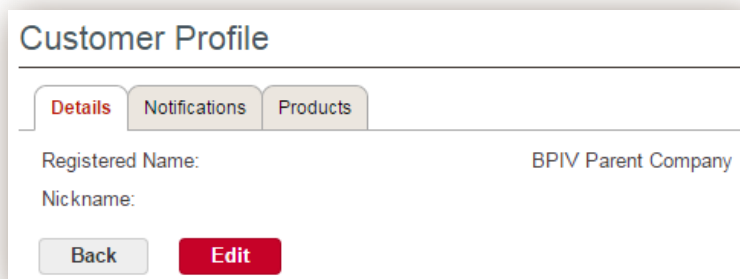 Customer Profile
Details Notifications Products
Registered Name: BPIV Parent Company
Nickname:
Back Edit